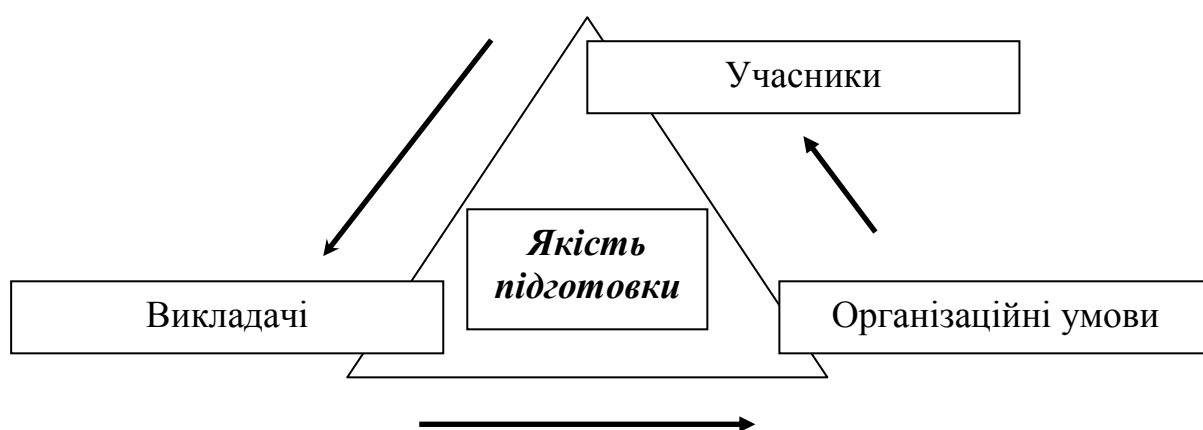 Учасники
Якість
підготовки
Викладачі
Організаційні умови